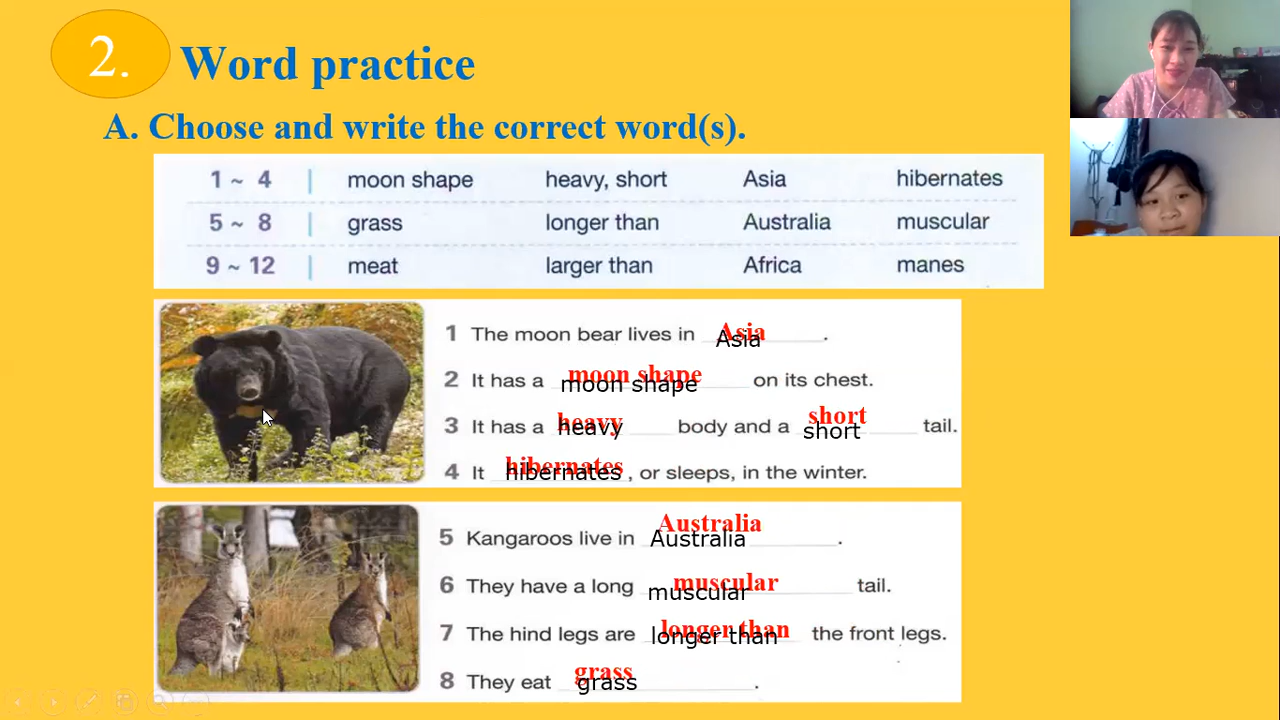 2. Word practice
A. Choose and write the correct word(s).
1 ~ 4 | moon shape heavy, short Asia hibernates
5 ~ 8 | grass longer than Australia muscular
9 ~ 12 | meat larger than Africa manes
Asia
1 The moon bear lives in Asia .
moon shape
2 It has a moon shape on its chest.
heavy short
3 It has a heavy body and a short tail.
hibernates
4 It hibernates , or sleeps, in the winter.
Australia
5 Kangaroos live in Australia .
muscular
6 They have a long muscular tail.
longer than
7 The hind legs are longer than the front legs.
grass
8 They eat grass .